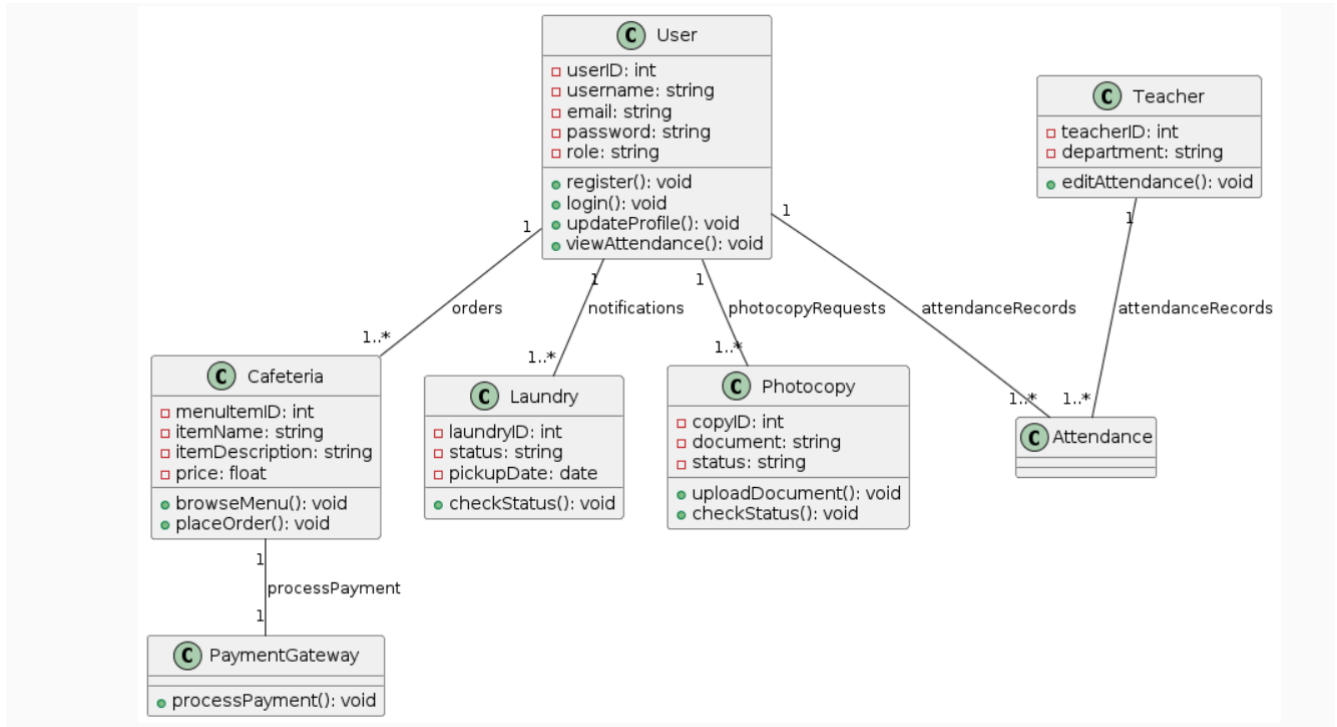 C User
userID: int
username: string
email: string
password: string
role: string
register(): void
login(): void
updateProfile(): void
viewAttendance(): void
C Teacher
teacherID: int
department: string
editAttendance(): void
1
1
1
1
1
orders
notifications
photocopyRequests
attendanceRecords
attendanceRecords
1..*
1..*
1..*
1..*
1..*
C Cafeteria
menuItemID: int
itemName: string
itemDescription: string
price: float
browseMenu(): void
placeOrder(): void
C Laundry
laundryID: int
status: string
pickupDate: date
checkStatus(): void
C Photocopy
copyID: int
document: string
status: string
uploadDocument(): void
checkStatus(): void
C Attendance
1
processPayment
1
C PaymentGateway
processPayment(): void